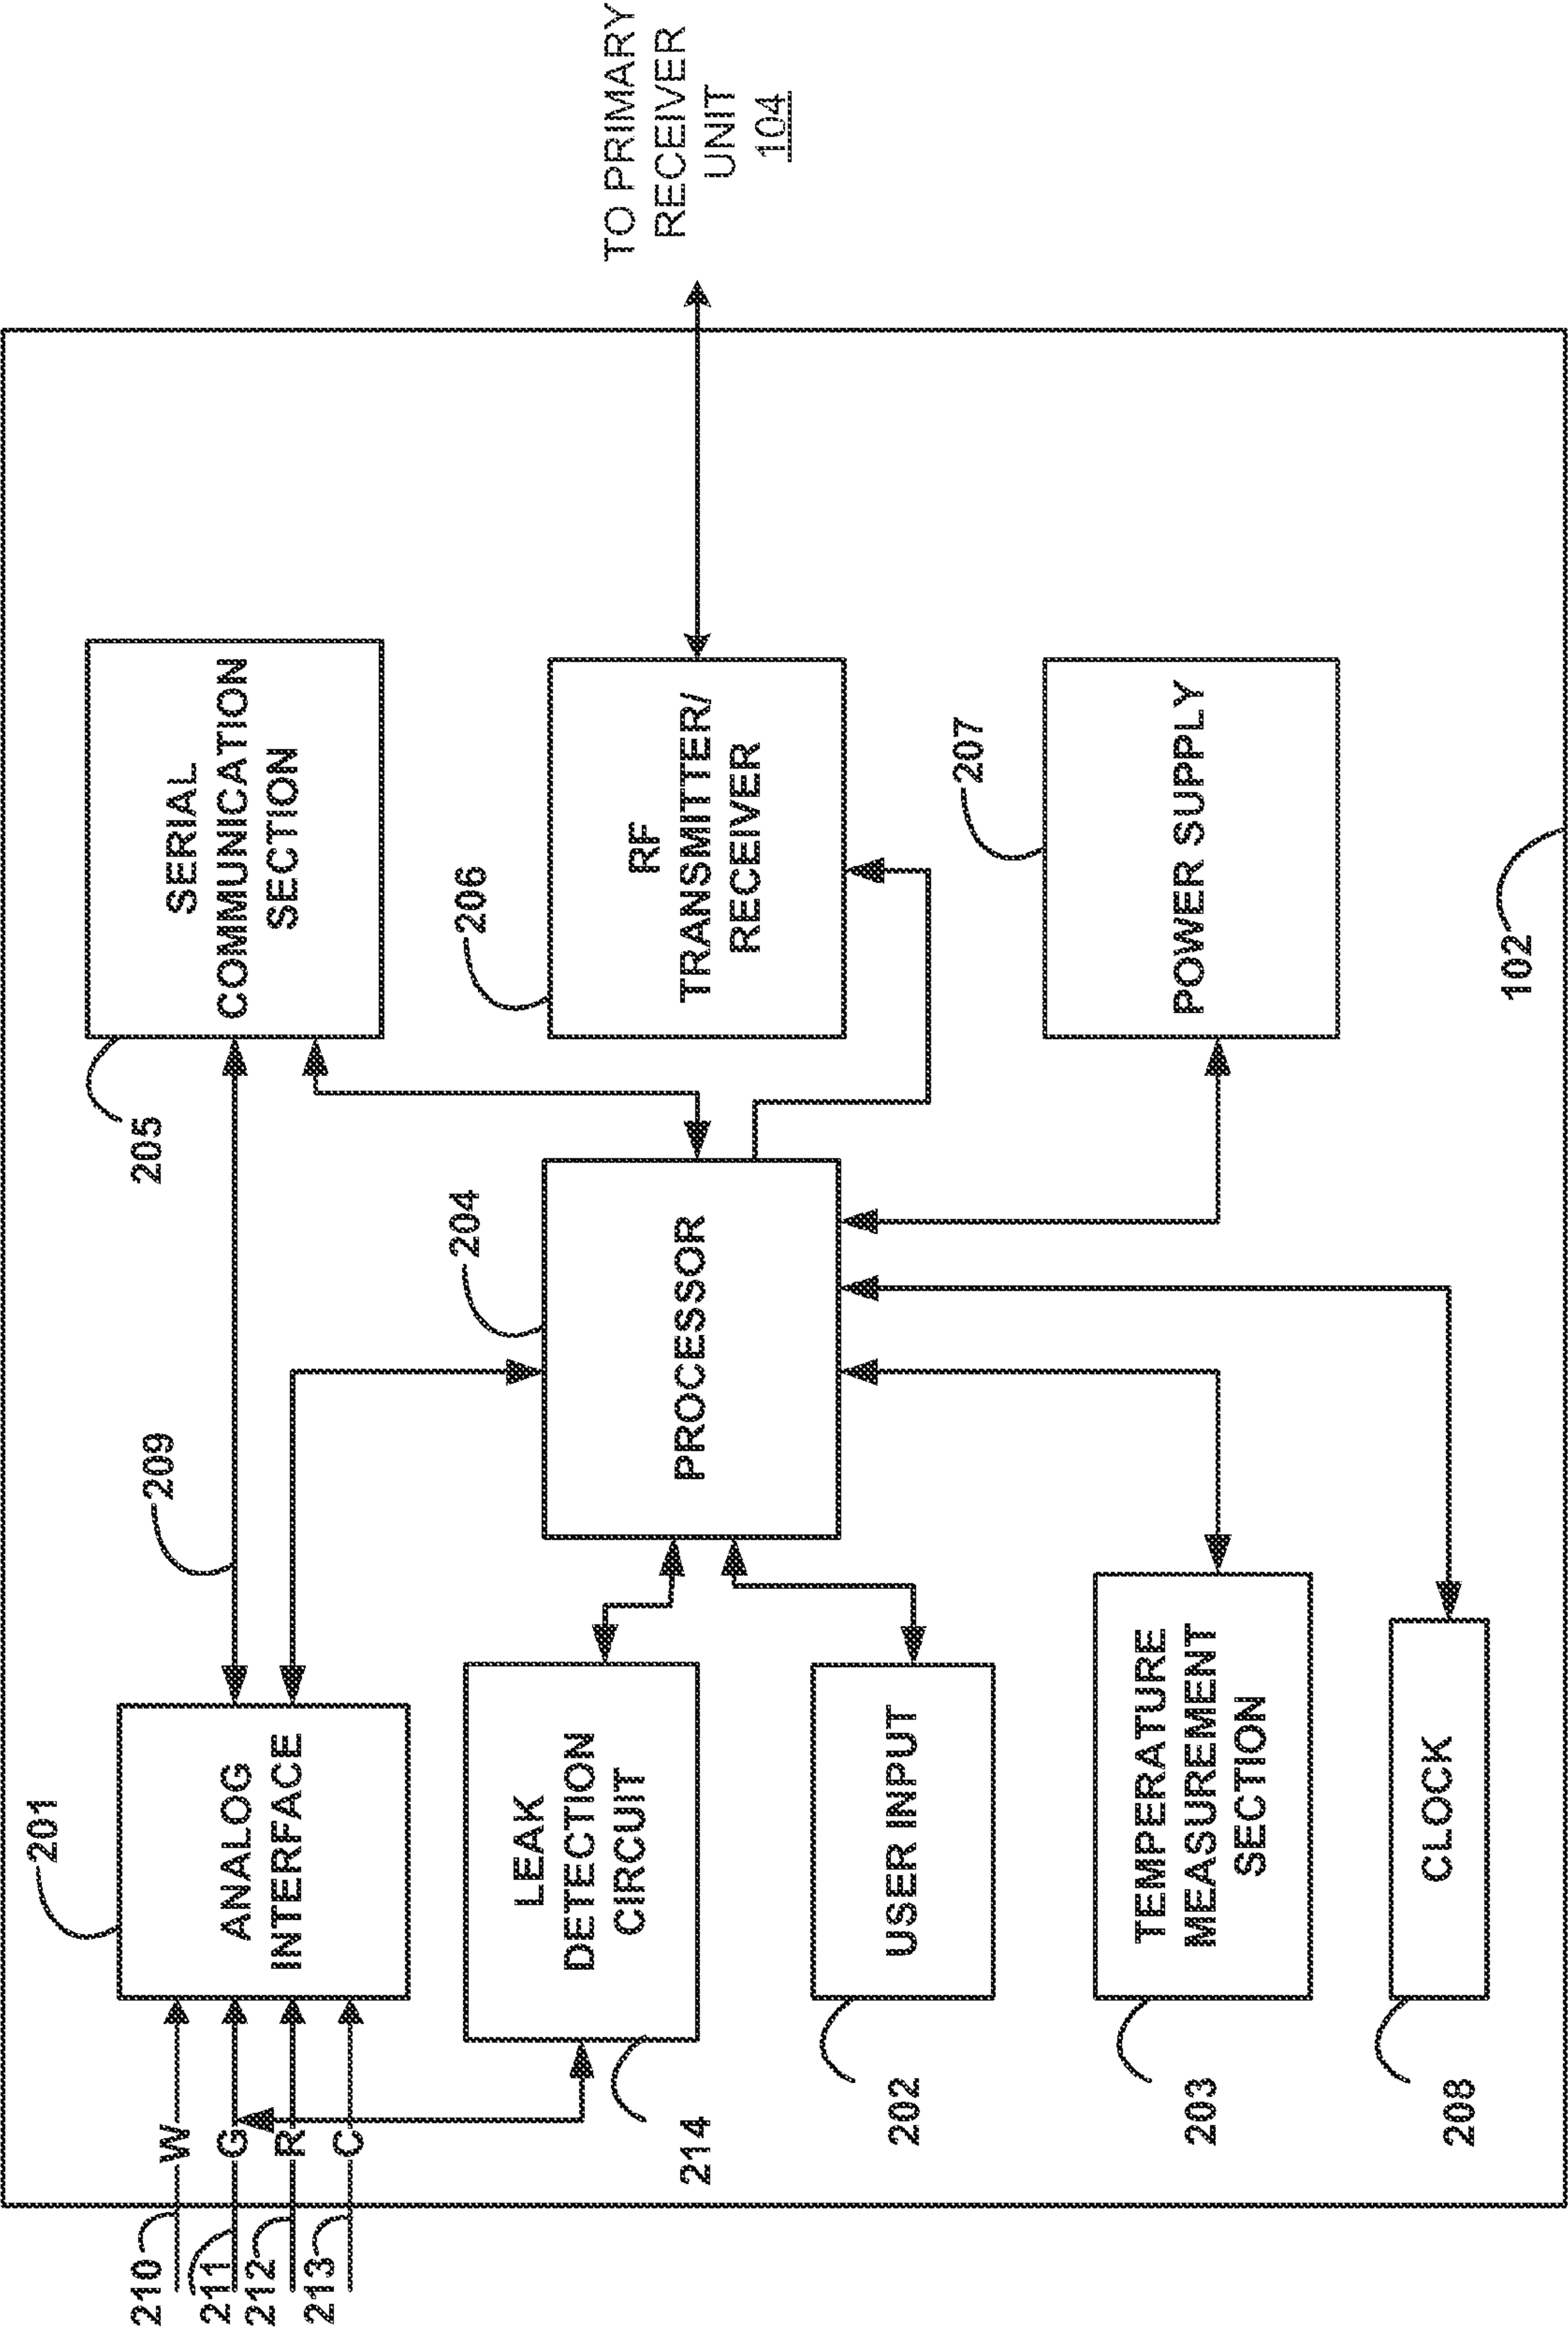 210
211
212
213
W
G
R
C
201
ANALOG
INTERFACE
209
205
SERIAL
COMMUNICATION
SECTION
214
LEAK
DETECTION
CIRCUIT
204
PROCESSOR
206
RF
TRANSMITTER/
RECEIVER
TO PRIMARY
RECEIVER
UNIT
104
202
USER INPUT
207
POWER SUPPLY
203
TEMPERATURE
MEASUREMENT
SECTION
208
CLOCK
102